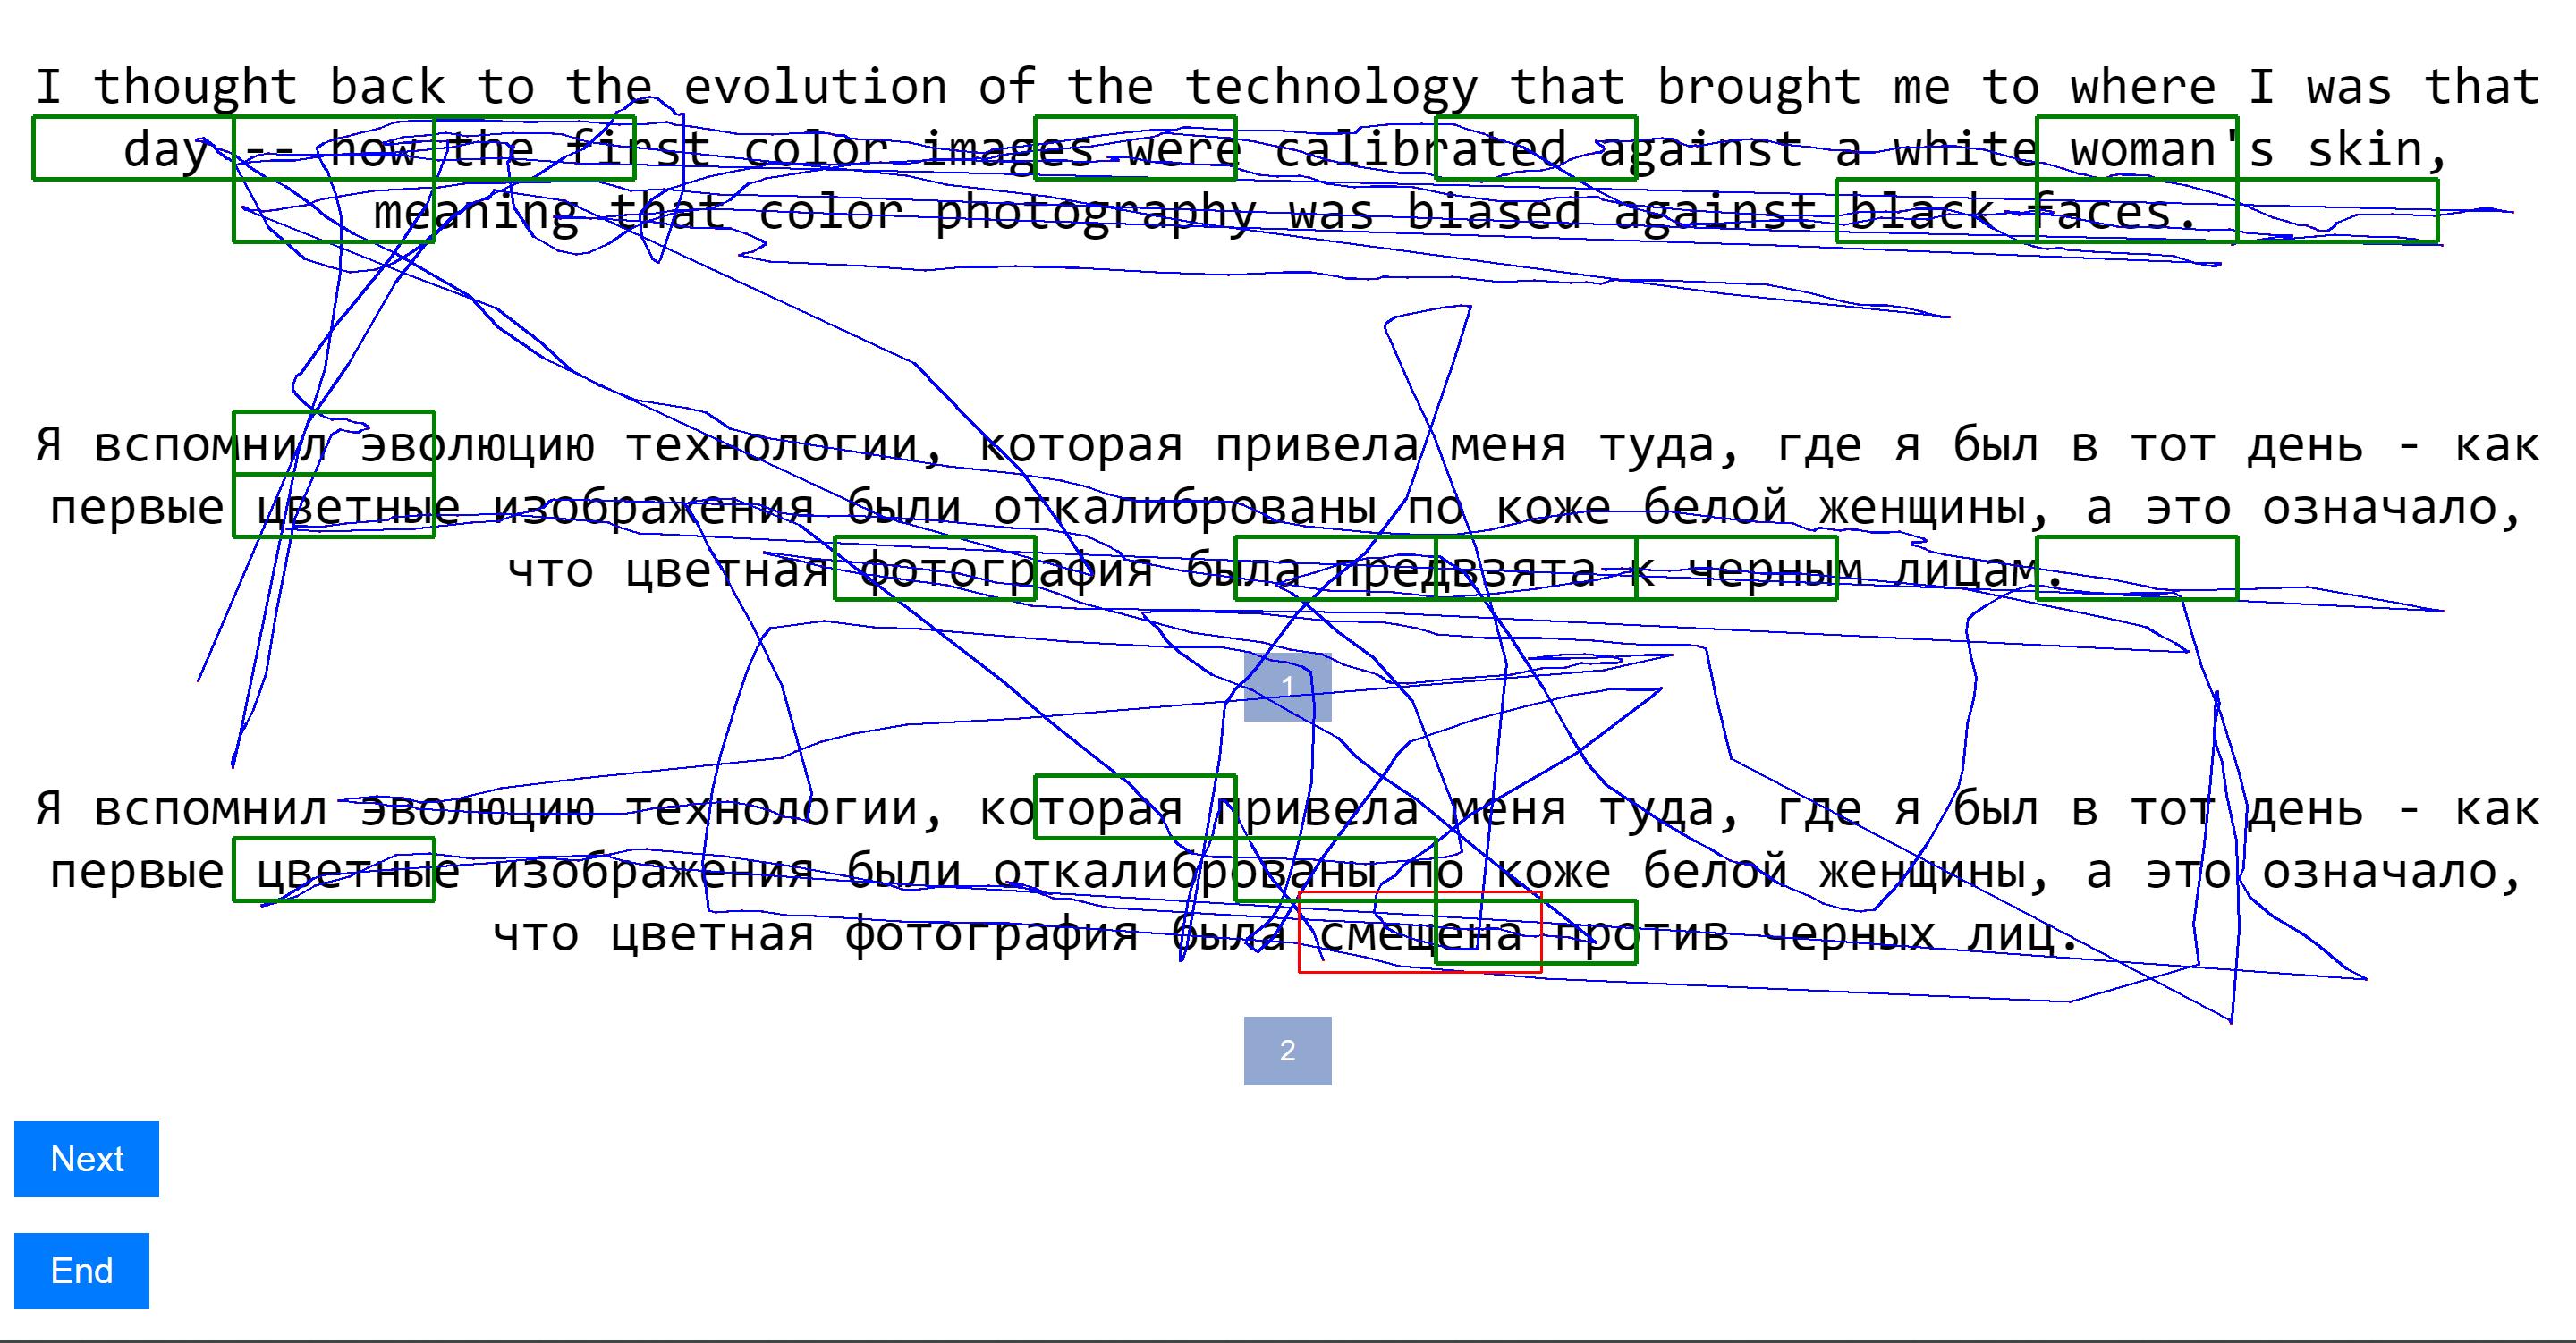 I thought back to the evolution of the technology that brought me to where I was that
day -- how the first color images were calibrated against a white woman's skin,
meaning that color photography was biased against black faces.
Я вспомнил эволюцию технологии, которая привела меня туда, где я был в тот день - как
первые цветные изображения были откалиброваны по коже белой женщины, а это означало,
что цветная фотография была предвзята к черным лицам.
1
Я вспомнил эволюцию технологии, которая привела меня туда, где я был в тот день - как
первые цветные изображения были откалиброваны по коже белой женщины, а это означало,
что цветная фотография была смещена против черных лиц.
2
Next
End